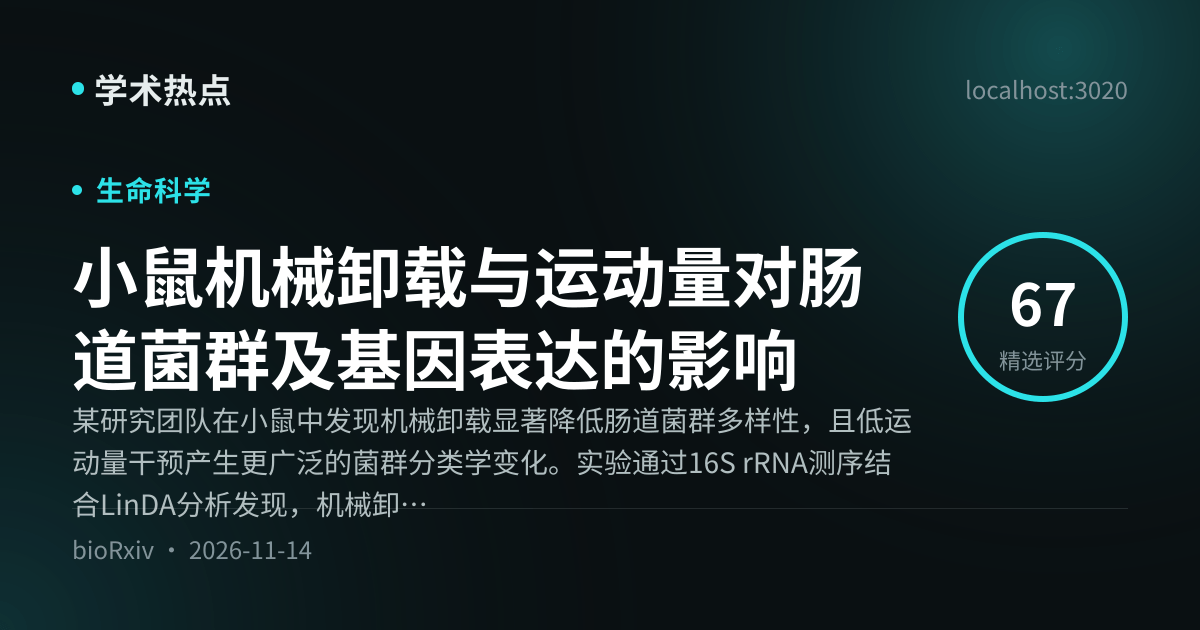 学术热点
localhost:3020
生命科学
小鼠机械卸载与运动量对肠
道菌群及基因表达的影响
67
精选评分
某研究团队在小鼠中发现机械卸载显著降低肠道菌群多样性，且低运
动量干预产生更广泛的菌群分类学变化。实验通过16S rRNA测序结
合LinDA分析发现，机械卸…
bioRxiv • 2026-11-14